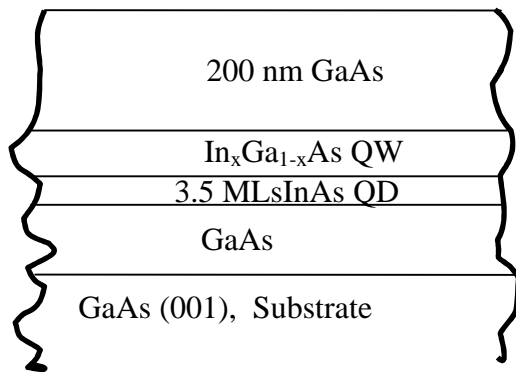 200 nm GaAs
InₓGa₁₋ₓAs QW
3.5 MLsInAs QD
GaAs
GaAs (001), Substrate